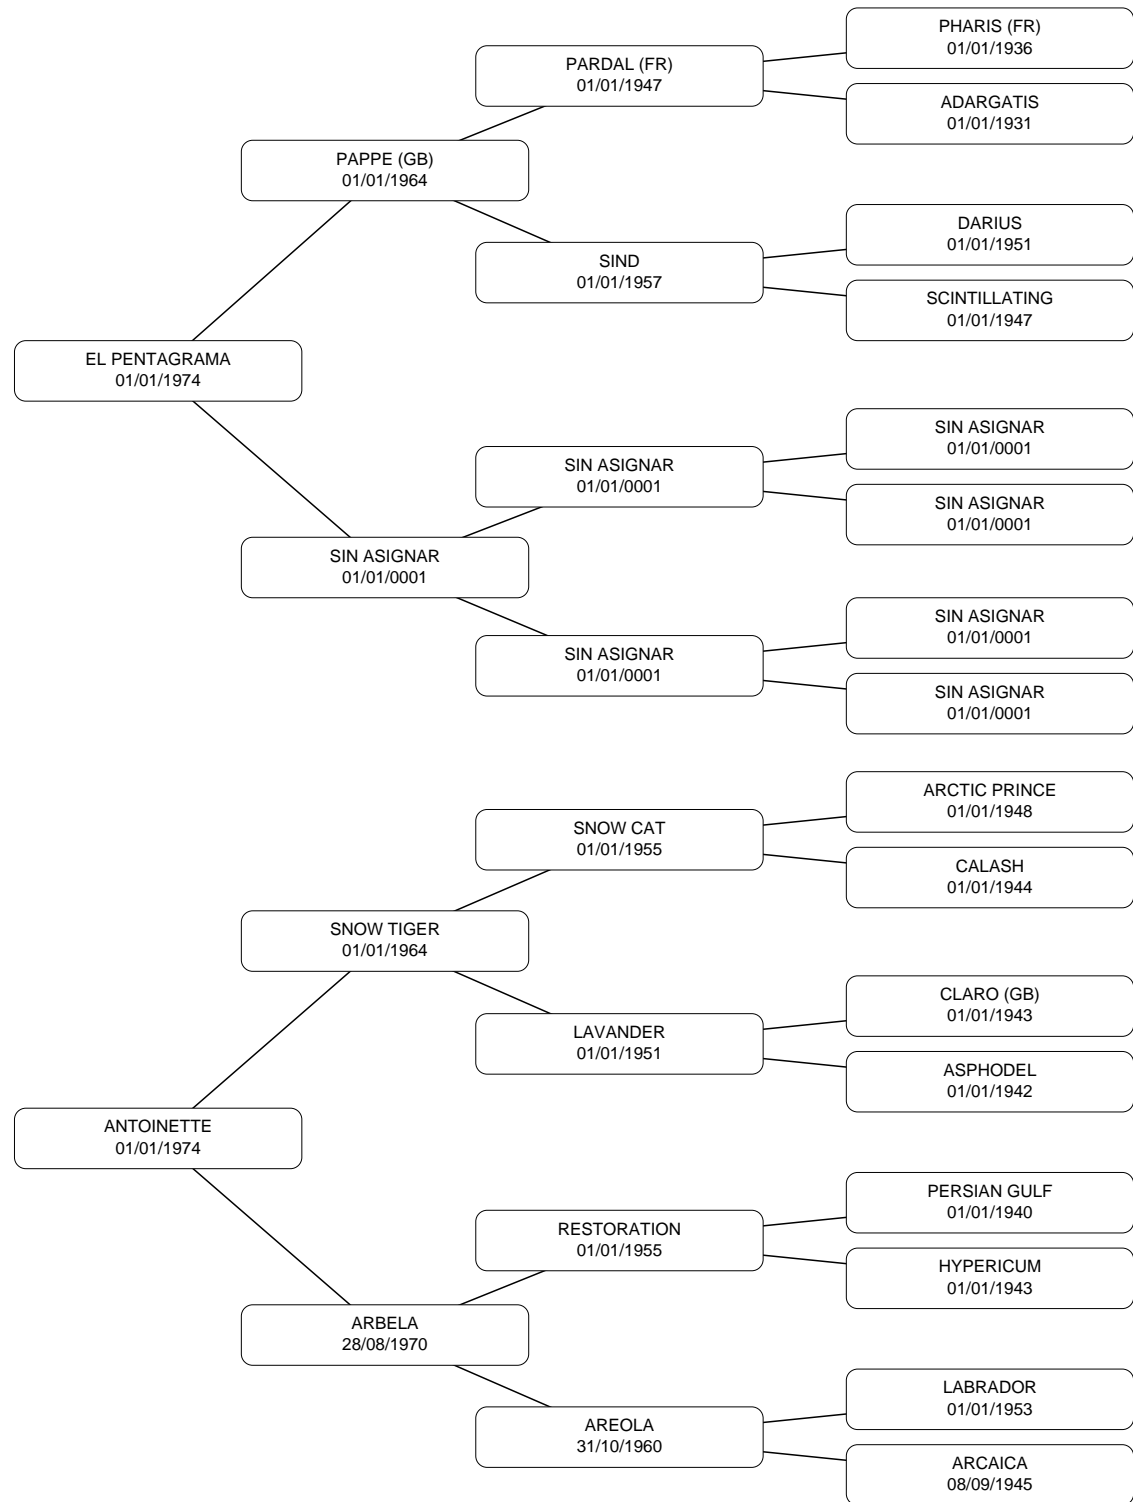 PHARIS (FR)
01/01/1936
PARDAL (FR)
01/01/1947
ADARGATIS
01/01/1931
PAPPE (GB)
01/01/1964
DARIUS
01/01/1951
SIND
01/01/1957
SCINTILLATING
01/01/1947
EL PENTAGRAMA
01/01/1974
SIN ASIGNAR
01/01/0001
SIN ASIGNAR
01/01/0001
SIN ASIGNAR
01/01/0001
SIN ASIGNAR
01/01/0001
SIN ASIGNAR
01/01/0001
SIN ASIGNAR
01/01/0001
SIN ASIGNAR
01/01/0001
ARCTIC PRINCE
01/01/1948
SNOW CAT
01/01/1955
CALASH
01/01/1944
SNOW TIGER
01/01/1964
CLARO (GB)
01/01/1943
LAVANDER
01/01/1951
ASPHODEL
01/01/1942
ANTOINETTE
01/01/1974
PERSIAN GULF
01/01/1940
RESTORATION
01/01/1955
HYPERICUM
01/01/1943
ARBELA
28/08/1970
LABRADOR
01/01/1953
AREOLA
31/10/1960
ARCAICA
08/09/1945